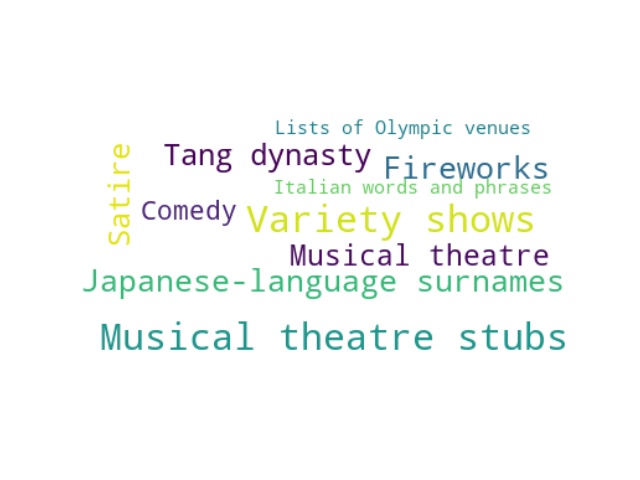 Lists of Olympic venues
Tang dynasty
Fireworks
Satire
Italian words and phrases
Comedy
Variety shows
Musical theatre
Japanese-language surnames
Musical theatre stubs